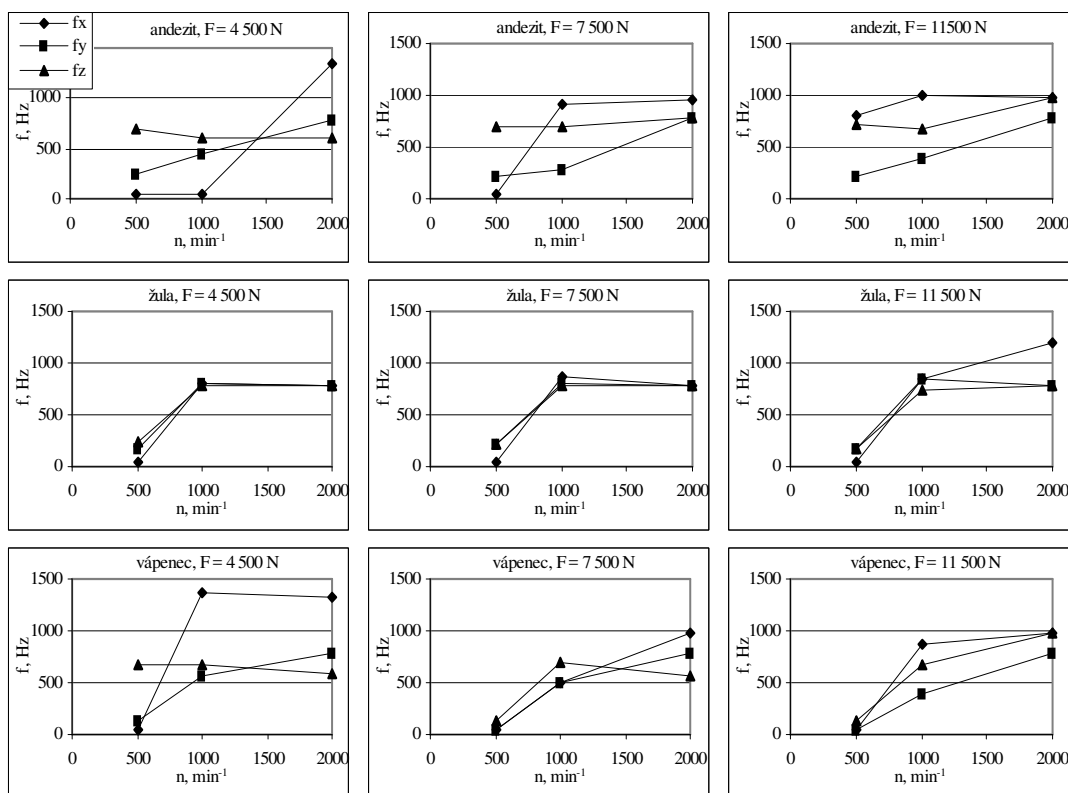 fx
fy
fz
andezit, F = 4 500 N
f, Hz
1000
500
0
0 500 1000 1500 2000
n, min⁻¹
andezit, F = 7 500 N
f, Hz
1500
1000
500
0
0 500 1000 1500 2000
n, min⁻¹
andezit, F = 11500 N
f, Hz
1500
1000
500
0
0 500 1000 1500 2000
n, min⁻¹
žula, F = 4 500 N
f, Hz
1500
1000
500
0
0 500 1000 1500 2000
n, min⁻¹
žula, F = 7 500 N
f, Hz
1500
1000
500
0
0 500 1000 1500 2000
n, min⁻¹
žula, F = 11 500 N
f, Hz
1500
1000
500
0
0 500 1000 1500 2000
n, min⁻¹
vápenec, F = 4 500 N
f, Hz
1500
1000
500
0
0 500 1000 1500 2000
n, min⁻¹
vápenec, F = 7 500 N
f, Hz
1500
1000
500
0
0 500 1000 1500 2000
n, min⁻¹
vápenec, F = 11 500 N
f, Hz
1500
1000
500
0
0 500 1000 1500 2000
n, min⁻¹